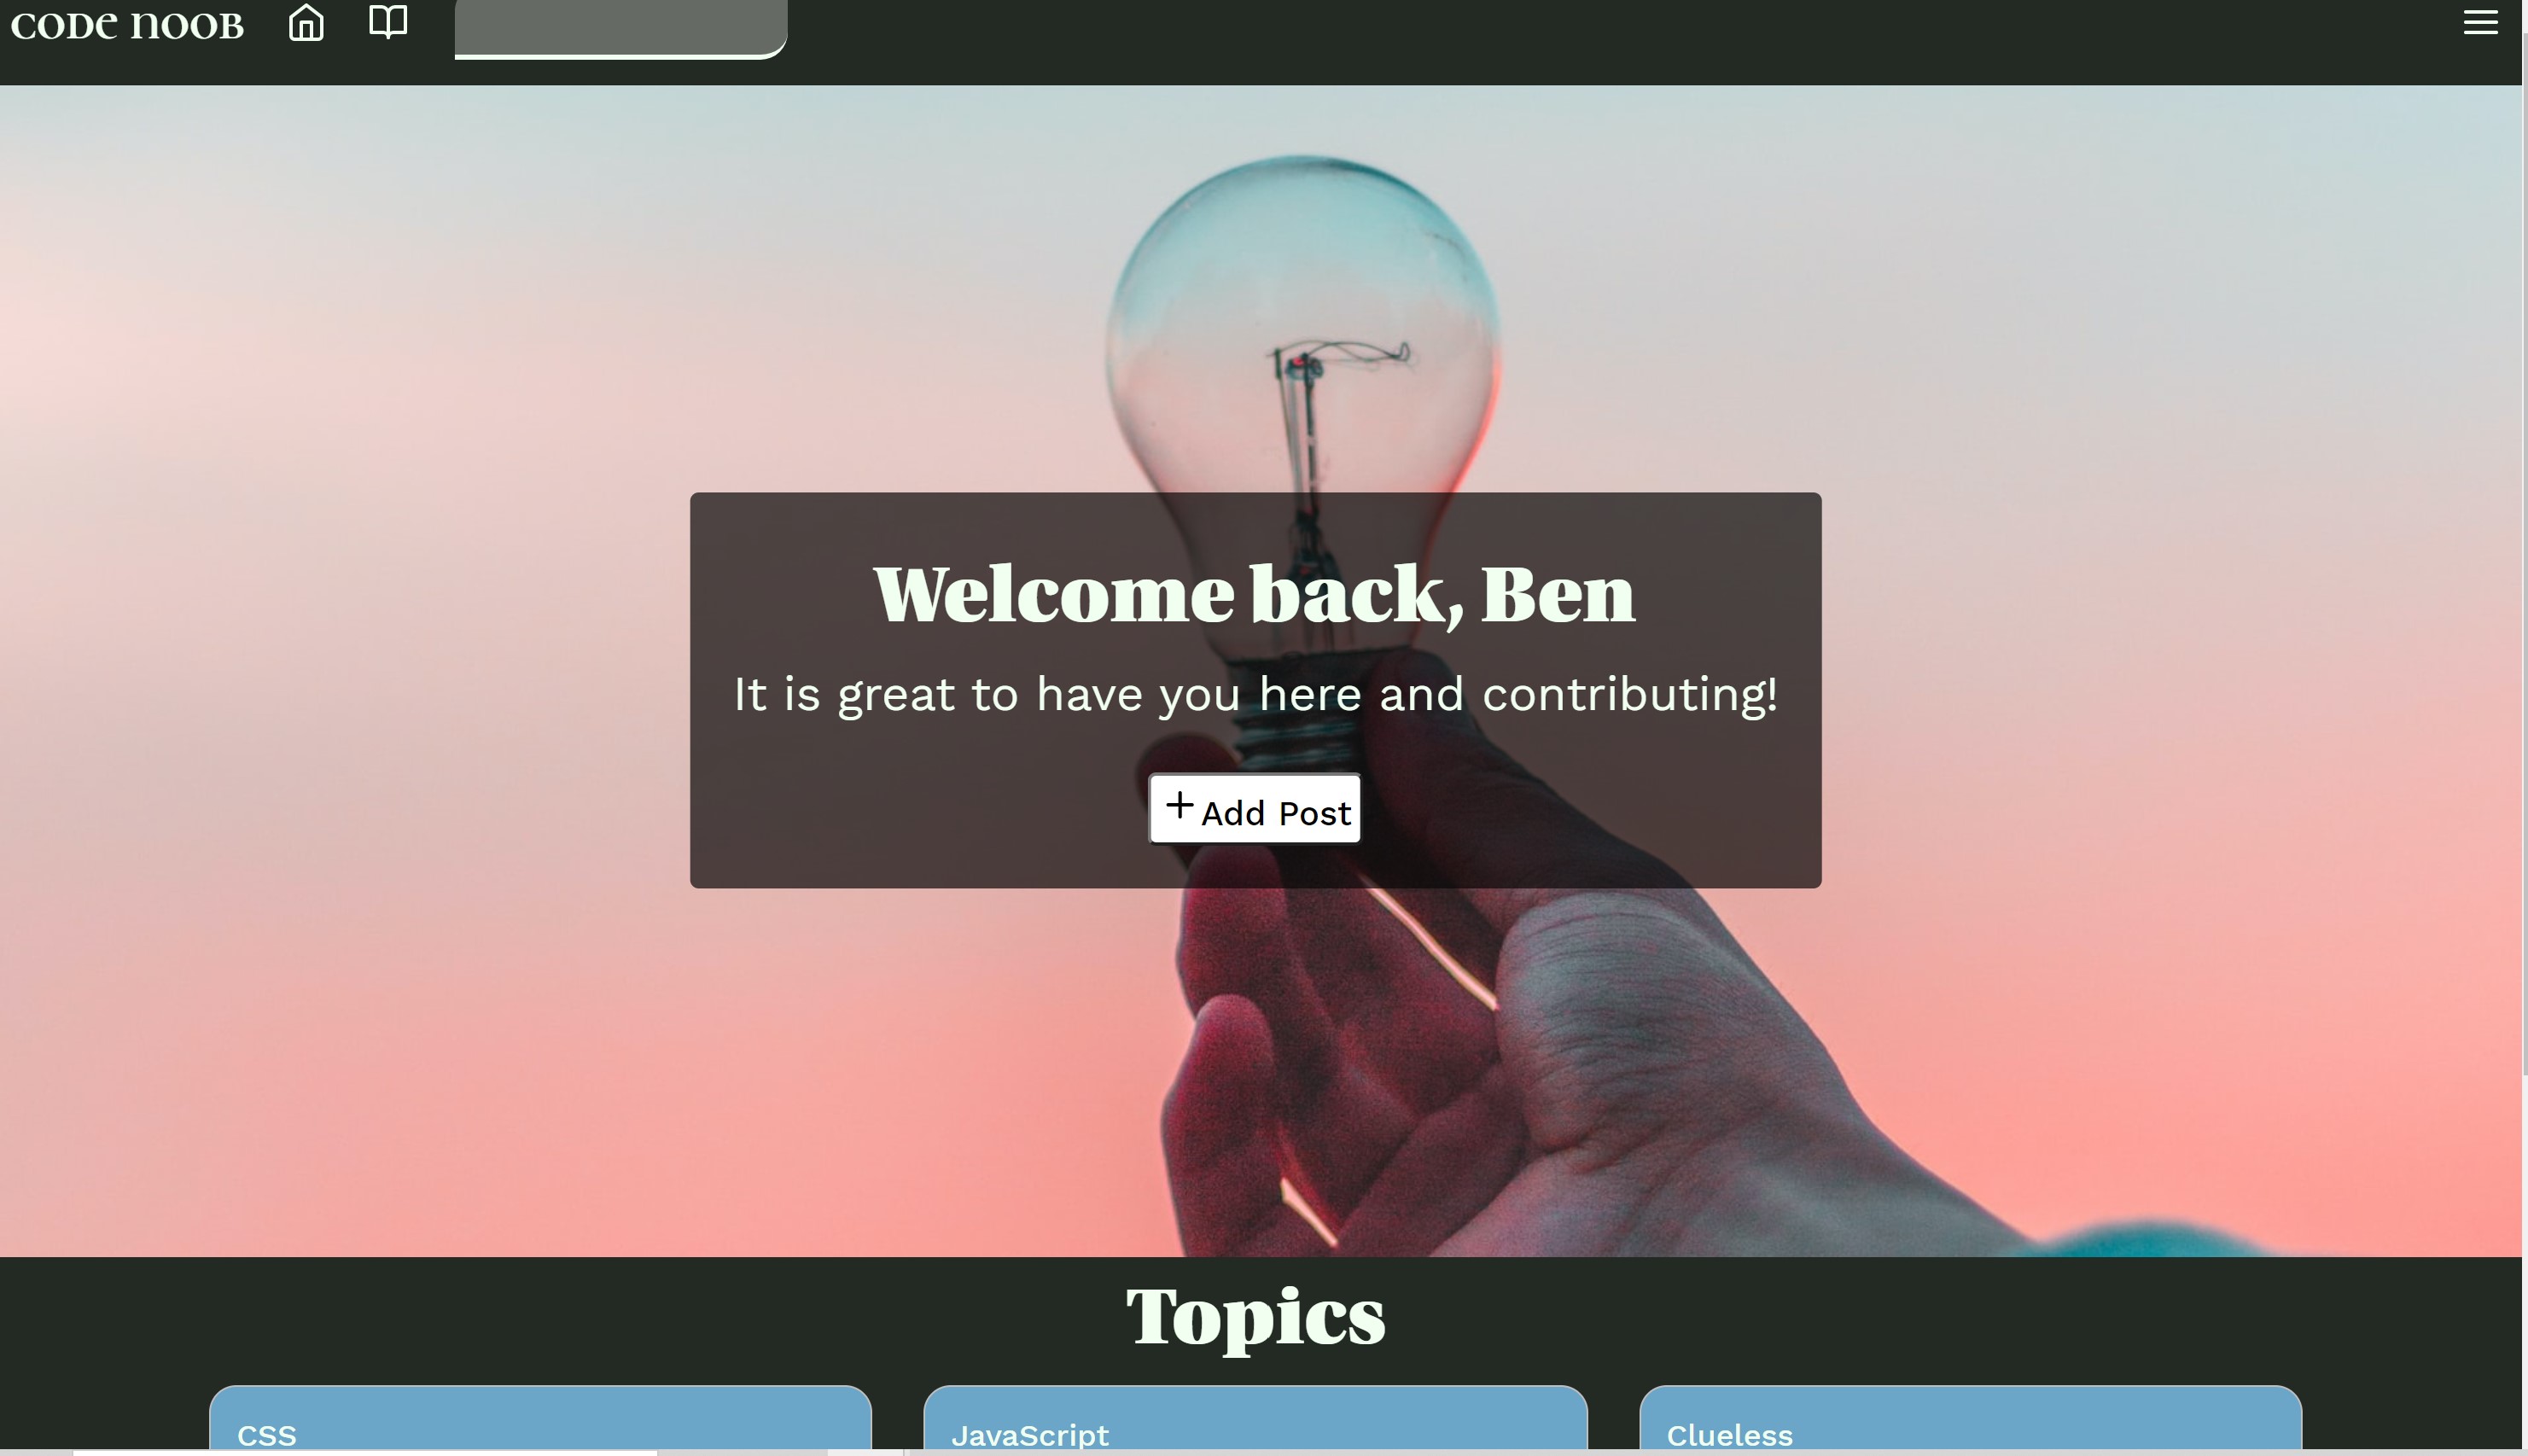 CODE NOOB
Welcome back, Ben
It is great to have you here and contributing!
+ Add Post
Topics
CSS
JavaScript
Clueless